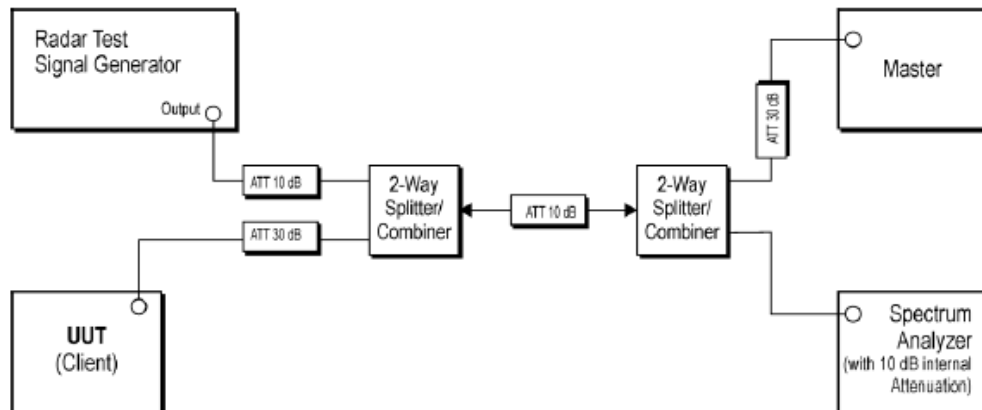 Radar Test
Signal Generator
Output
ATT 10 dB
ATT 30 dB
UUT
(Client)
2-Way
Splitter/
Combiner
ATT 10 dB
2-Way
Splitter/
Combiner
ATT 30 dB
Master
Spectrum
Analyzer
(with 10 dB internal
Attenuation)